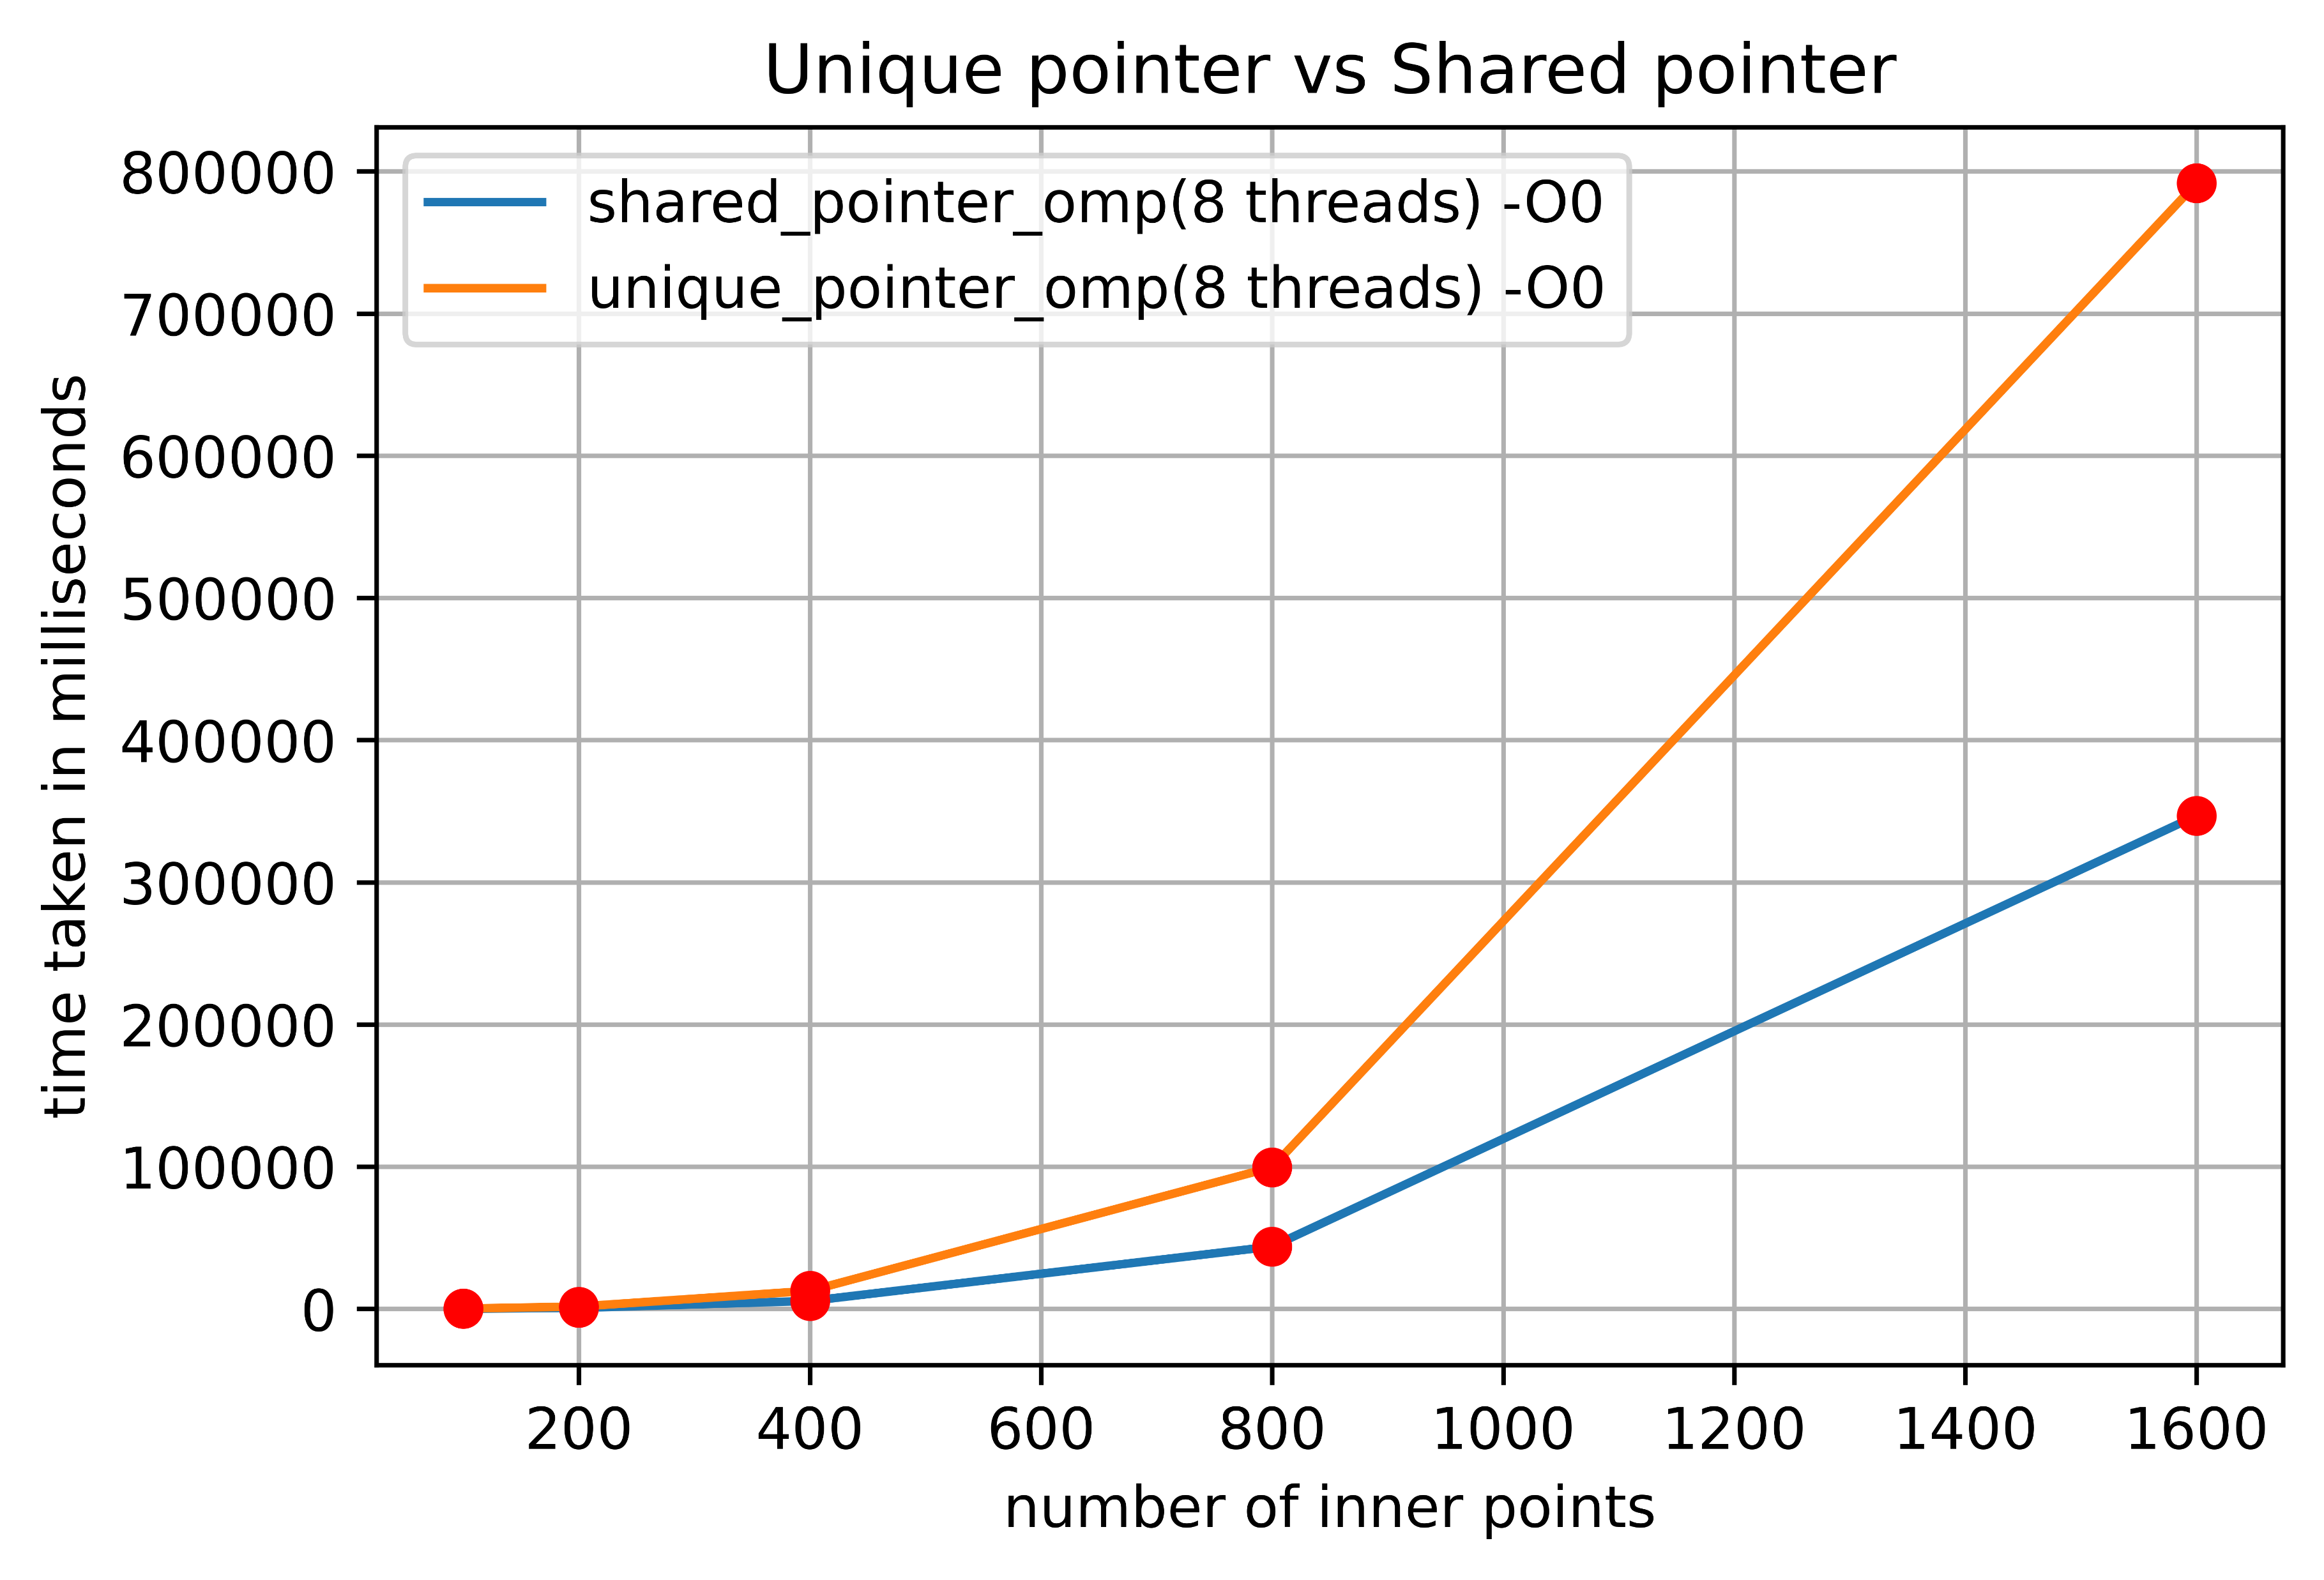 Unique pointer vs Shared pointer
shared_pointer_omp(8 threads) -O0
unique_pointer_omp(8 threads) -O0
time taken in milliseconds
800000
700000
600000
500000
400000
300000
200000
100000
0
200 400 600 800 1000 1200 1400 1600
number of inner points